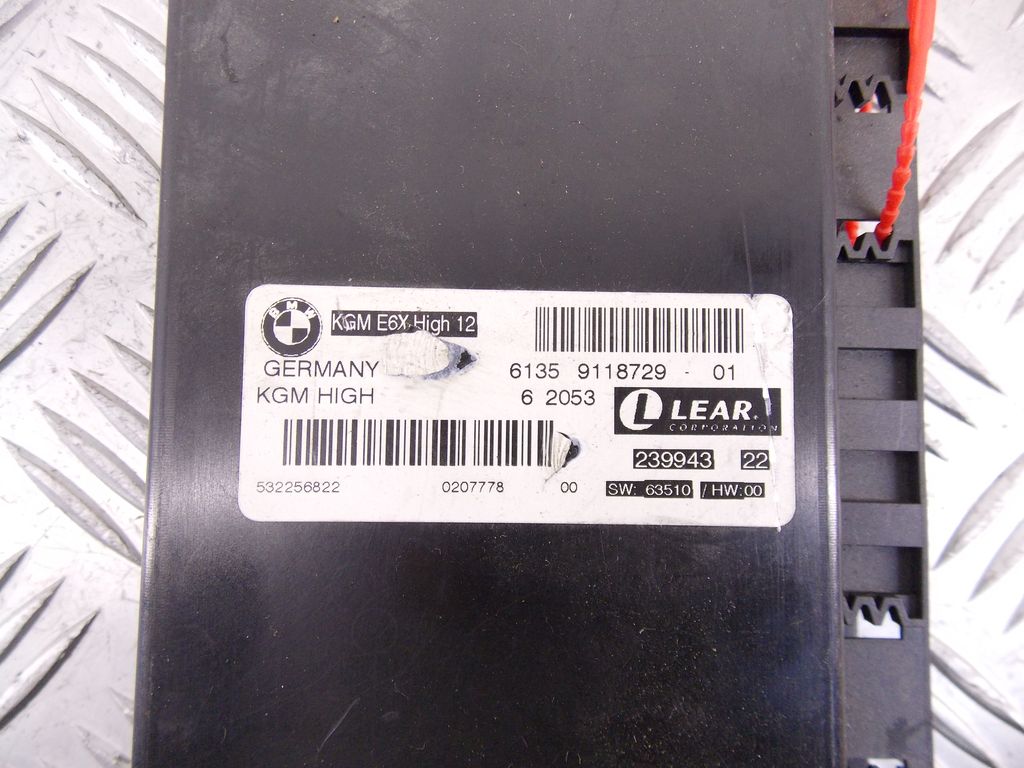 BMW
KGM E6X High 12
GERMANY
6135 9118729 - 01
KGM HIGH
6 2053
LEAR.
CORPORATION
239943 22
532256822 0207778 00
SW: 63510 / HW:00